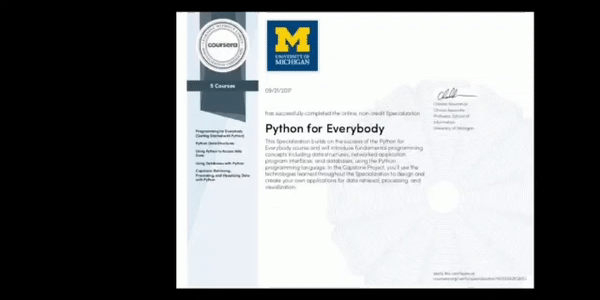 coursera
UNIVERSITY OF
MICHIGAN
5 Courses
Programming for Everybody
(Getting Started with Python)
Python Data Structures
Using Python to Access Web
Data
Using Databases with Python
Capstone: Retrieving,
Processing, and Visualizing Data
with Python
09/21/2017
has successfully completed the online, non-credit Specialization
Python for Everybody
This Specialization builds on the success of the Python for
Everybody course and will introduce fundamental programming
concepts including data structures, networked application
program interfaces, and databases, using the Python
programming language. In the Capstone Project, you'll use the
technologies learned throughout the Specialization to design and
create your own applications for data retrieval, processing, and
visualization.
Charles Severance
Clinical Associate
Professor, School of
Information
University of Michigan
Verify this certificate at: